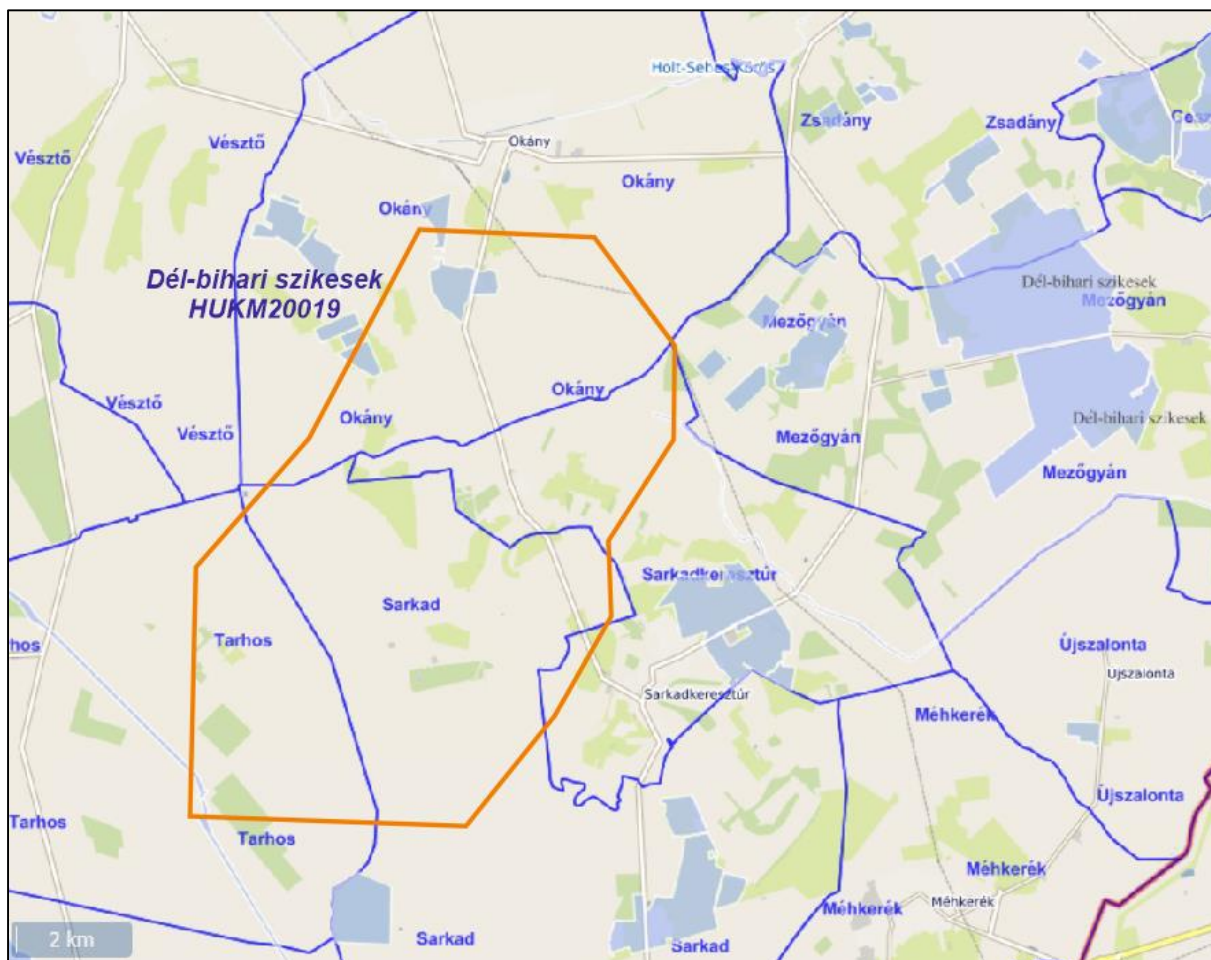 Holt-Sebes-Körös
Zsadány
Zsadány
Vésztő
Vésztő
Okány
Okány
Okány
Dél-bihari szikesek
HUKM20019
Dél-bihari szikesek
Mezőgyán
Mezőgyán
Vésztő
Okány
Okány
Dél-bihari szikesek
Vésztő
Mezőgyán
Mezőgyán
Sarkadkeresztúr
Sarkad
Tarhos
rhos
Újszalonta
Újszalonta
Sarkadkeresztúr
Méhkerék
Újszalonta
Tarhos
Tarhos
Méhkerék
Méhkerék
Méhkerék
2 km
Sarkad
Sarkad